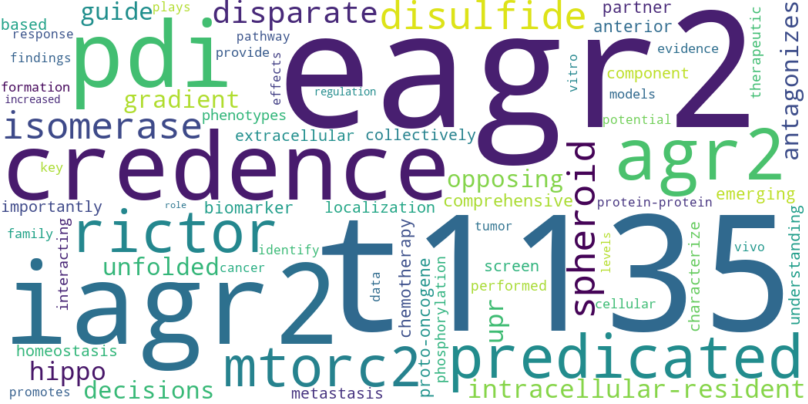 based
guide
plays
disparate
disulfide
partner
anterior
response
pathway
findings
pdi
provide
eagr2
evidence
therapeutic
antagonizes
formation
increased
gradient
effects
regulation
vitro
component
models
phenotypes
potential
isomerase
extracellular
collectively
credence
key
agr2
opposing
spheroid
comprehensive
protein-protein
emerging
importantly
role
biomarker
localization
family
interacting
rictor
identify
t1135
tumor
levels
characterize
vivo
understanding
unfolded
cancer
data
chemotherapy
proto-oncogene
phosphorylation
screen
performed
upr
cellular
iagr2
homeostasis
hippo
mtorc2
predicated
promotes
decisions
metastasis
intracellular-resident